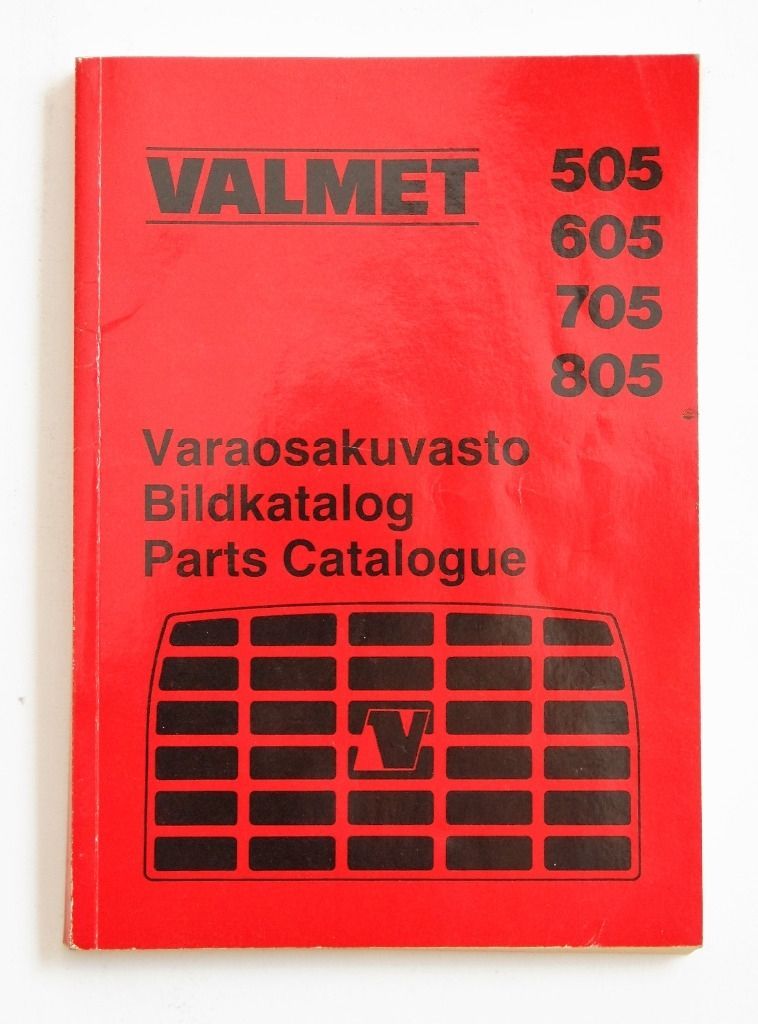 VALMET
505
605
705
805
Varaosakuvasto
Bildkatalog
Parts Catalogue
V